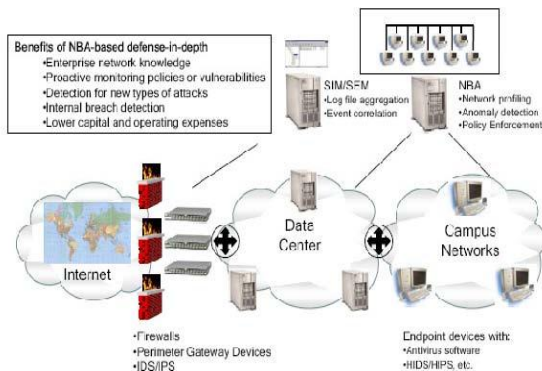 Benefits of NBA-based defense-in-depth
•Enterprise network knowledge
•Proactive monitoring policies or vulnerabilities
•Detection for new types of attacks
•Internal breach detection
•Lower capital and operating expenses
SIM/SEM
•Log file aggregation
•Event correlation
NBA
•Network profiling
•Anomaly detection
•Policy Enforcement
Internet
Data
Center
Campus
Networks
•Firewalls
•Perimeter Gateway Devices
•IDS/IPS
Endpoint devices with:
•Antivirus software
•HIDS/HIPS, etc.